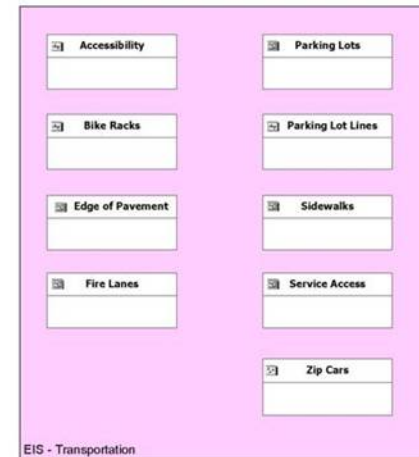 Accessibility
Parking Lots
Bike Racks
Parking Lot Lines
Edge of Pavement
Sidewalks
Fire Lanes
Service Access
Zip Cars
EIS - Transportation